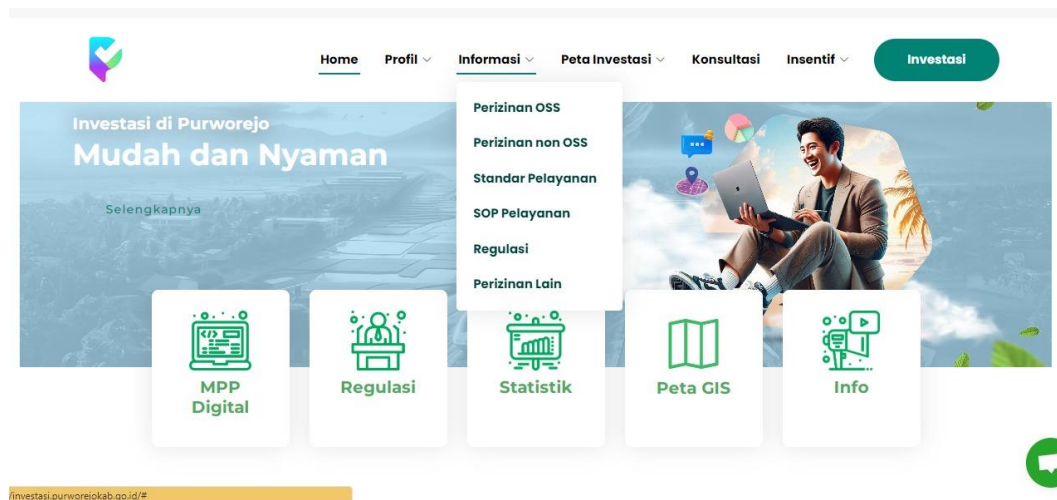 Home Profil Informasi Peta Investasi Konsultasi Insentif Investasi
Perizinan OSS
Perizinan non OSS
Standar Pelayanan
SOP Pelayanan
Regulasi
Perizinan Lain
Investasi di Purworejo
Mudah dan Nyaman
Selengkapnya
MPP
Digital
Regulasi
Statistik
Peta GIS
Info
/investasi.purworejokab.go.id/#